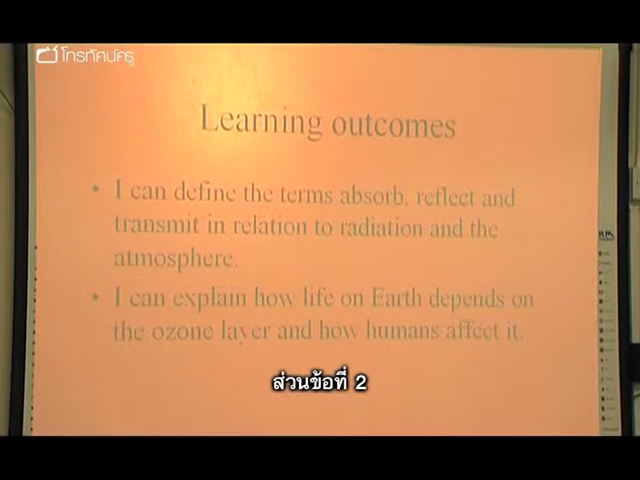 โทรทัศน์ครู
Learning outcomes
• I can define the terms absorb, reflect and
transmit in relation to radiation and the
atmosphere.
• I can explain how life on Earth depends on
the ozone layer and how humans affect it.
ส่วนข้อที่ 2